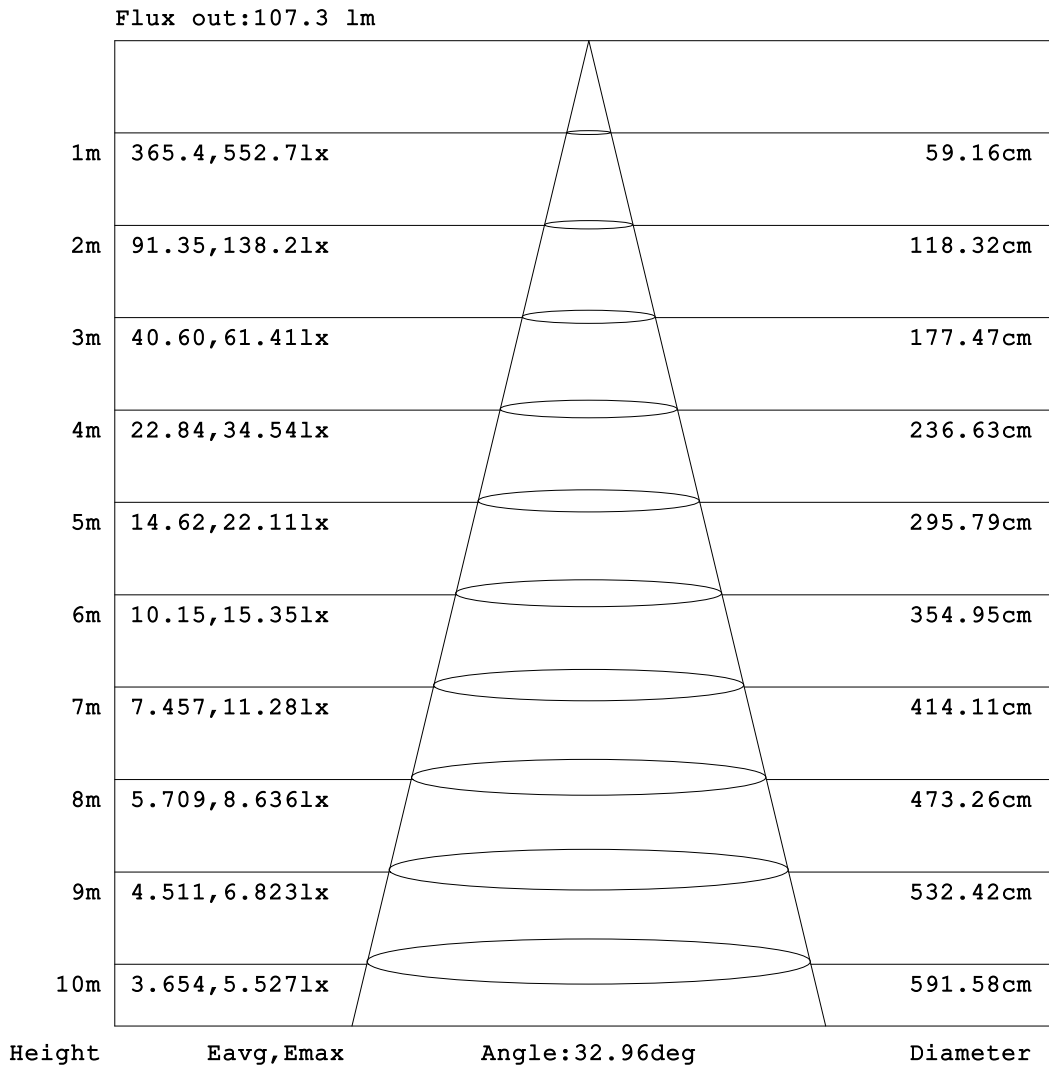 Flux out:107.3 lm
1m 365.4,552.7lx 59.16cm
2m 91.35,138.2lx 118.32cm
3m 40.60,61.41lx 177.47cm
4m 22.84,34.54lx 236.63cm
5m 14.62,22.11lx 295.79cm
6m 10.15,15.35lx 354.95cm
7m 7.457,11.28lx 414.11cm
8m 5.709,8.636lx 473.26cm
9m 4.511,6.823lx 532.42cm
10m 3.654,5.527lx 591.58cm
Height Eavg,Emax Angle:32.96deg Diameter